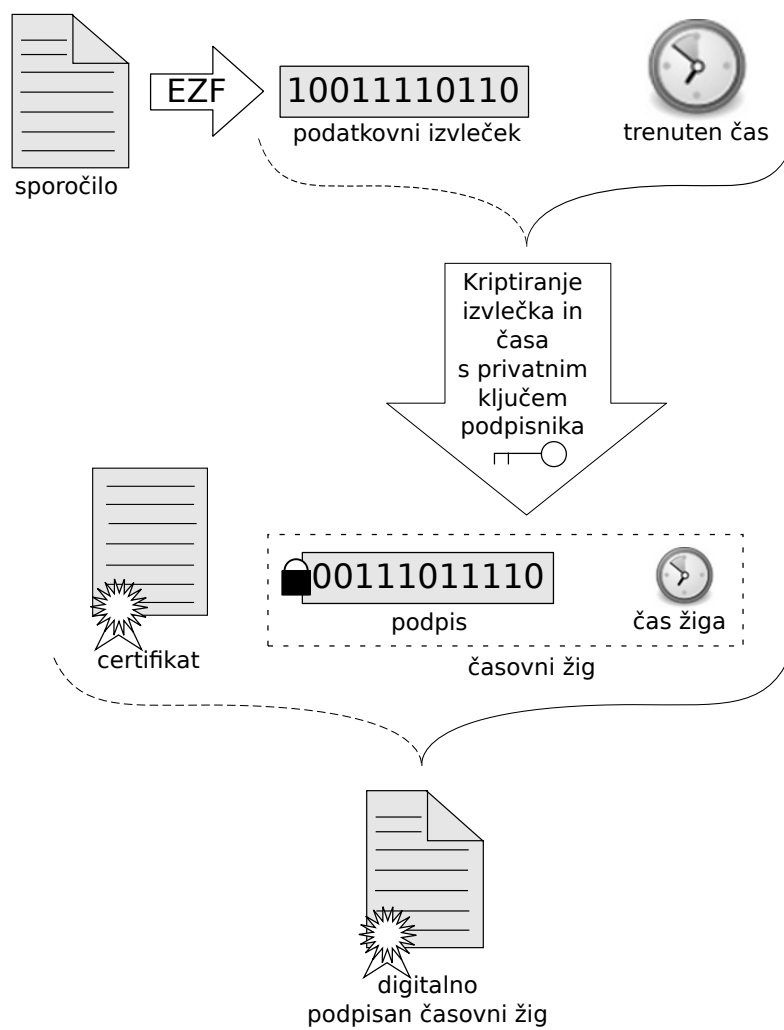 EZF
10011110110
podatkovni izvleček
trenuten čas
sporočilo
Kriptiranje
izvlečka in
časa
s privatnim
ključem
podpisnika
00111011110
podpis
čas žiga
certifikat
časovni žig
digitalno
podpisan časovni žig